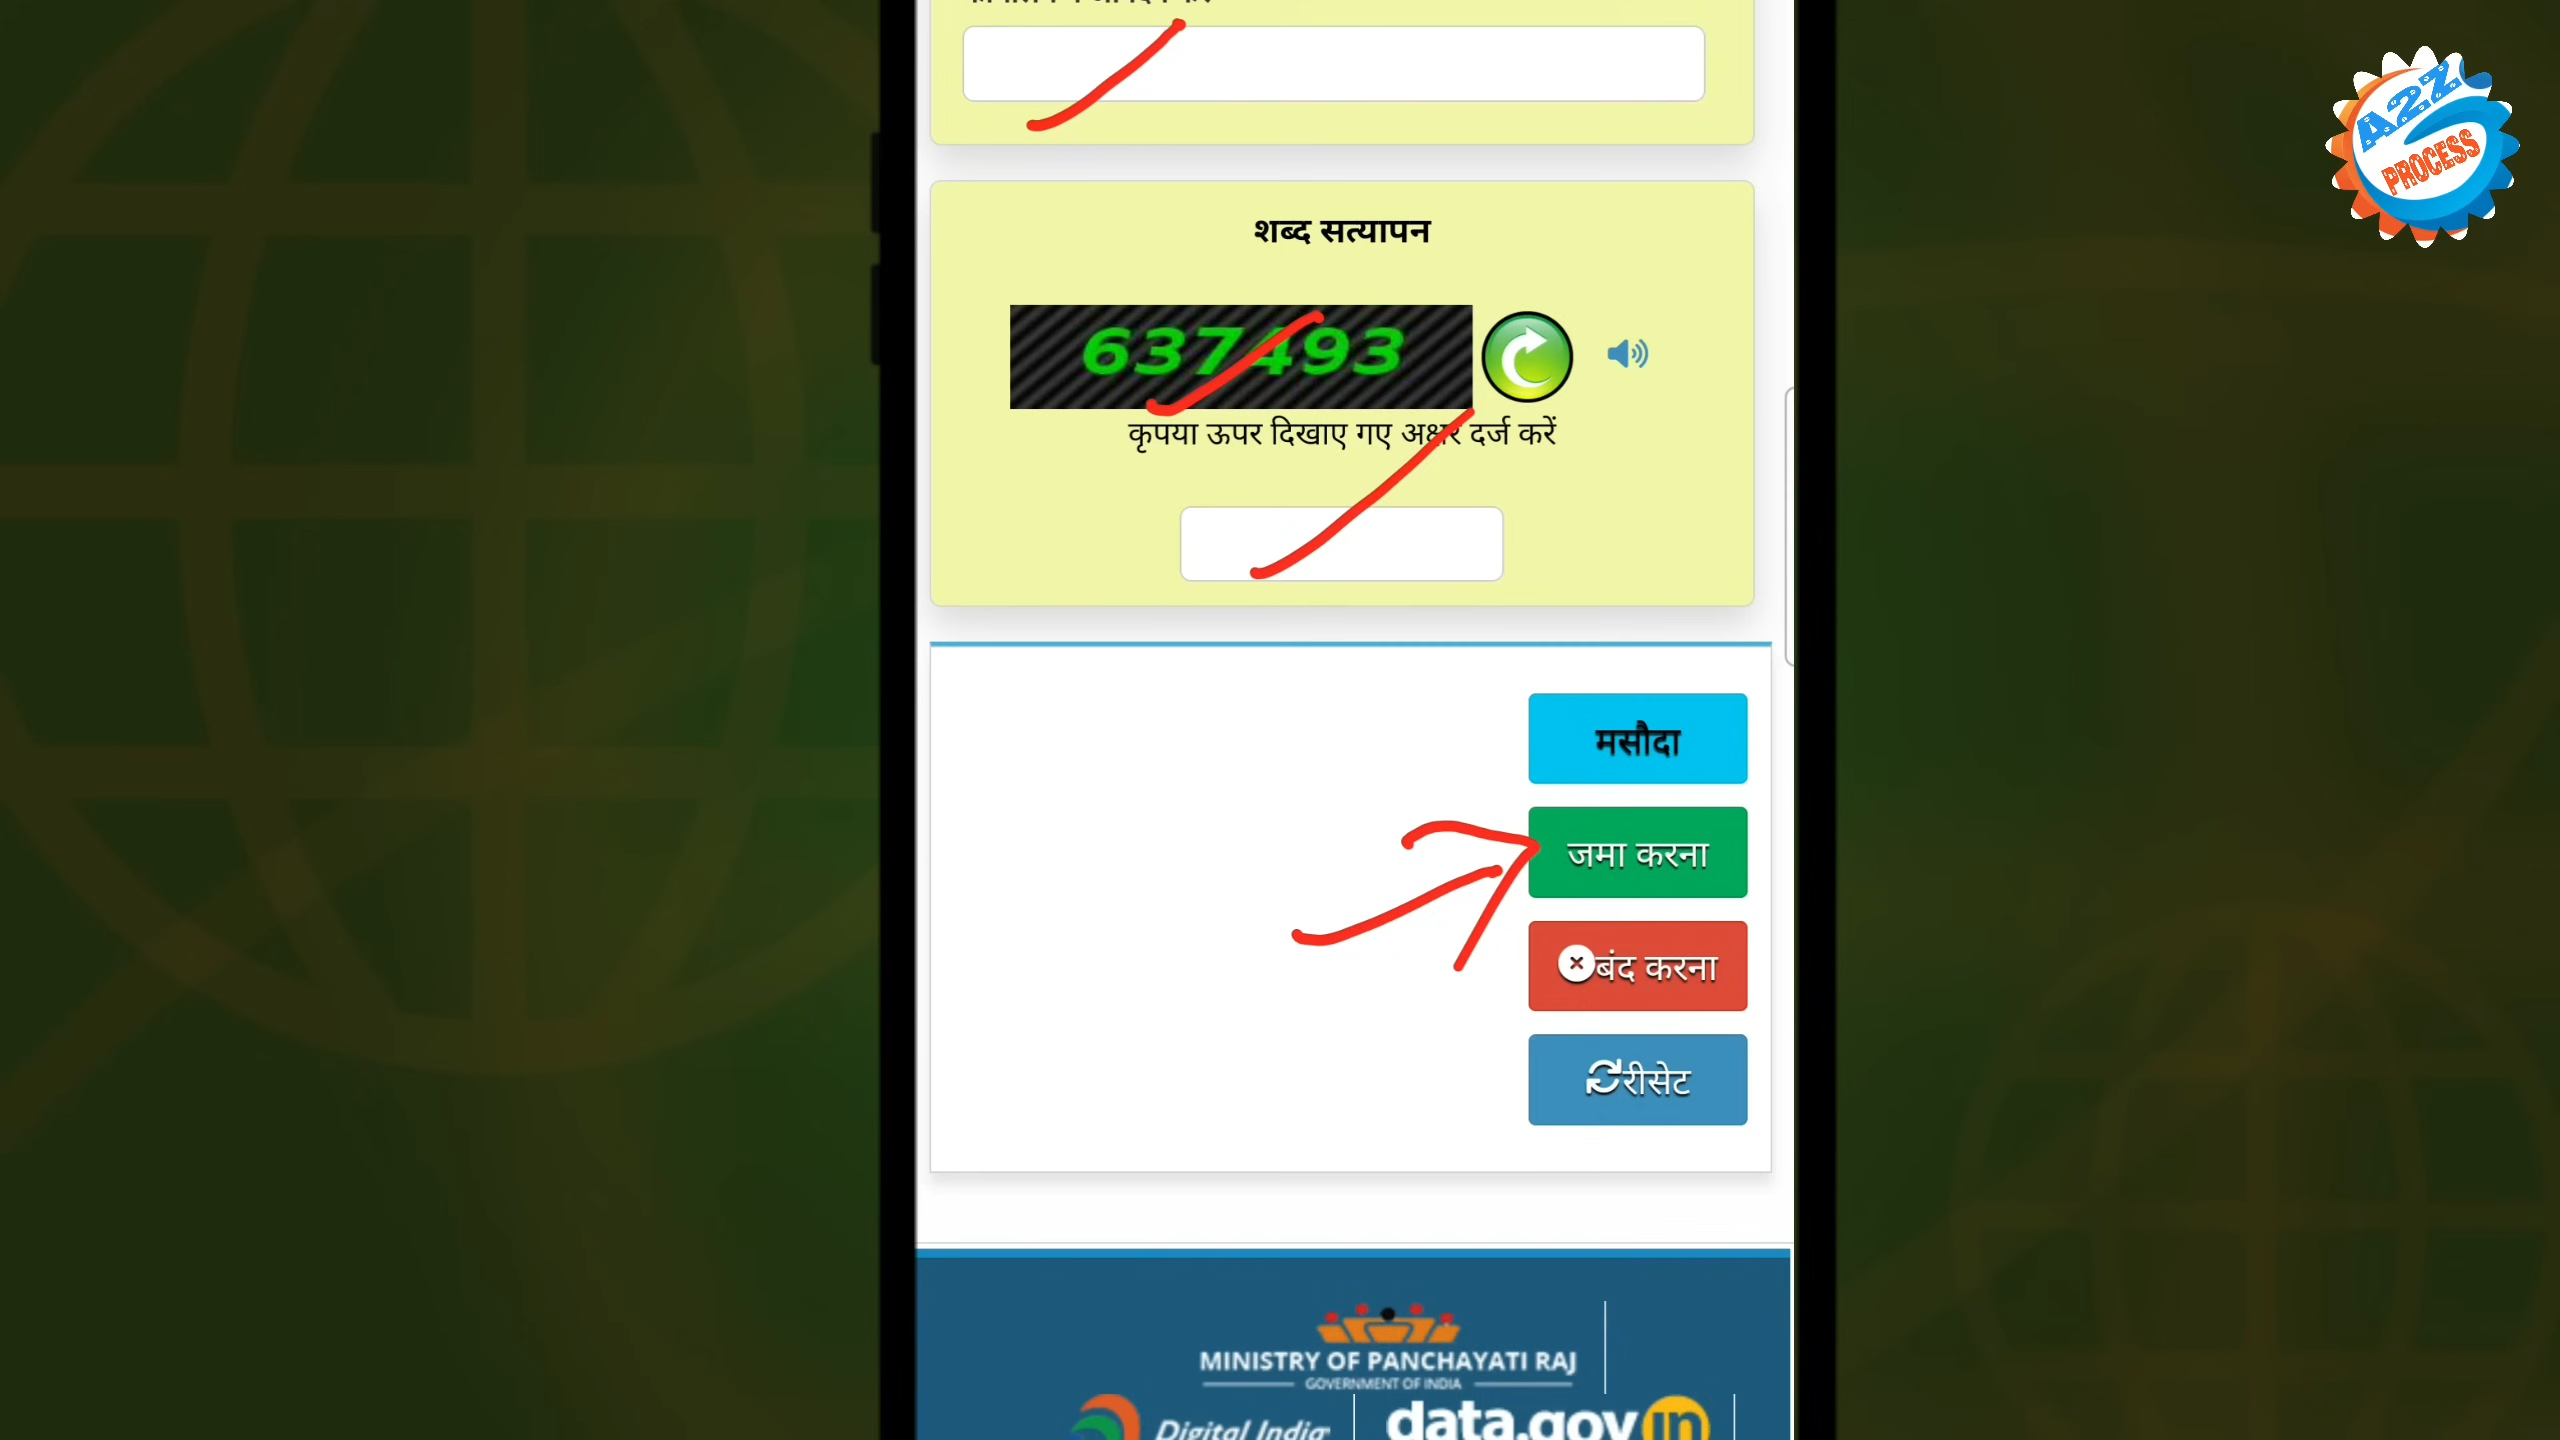 A2Z
PROCESS
शब्द सत्यापन
637493
कृपया ऊपर दिखाए गए अक्षर दर्ज करें
मसौदा
जमा करना
बंद करना
रीसेट
MINISTRY OF PANCHAYATI RAJ
GOVERNMENT OF INDIA
Digital India
data.gov in